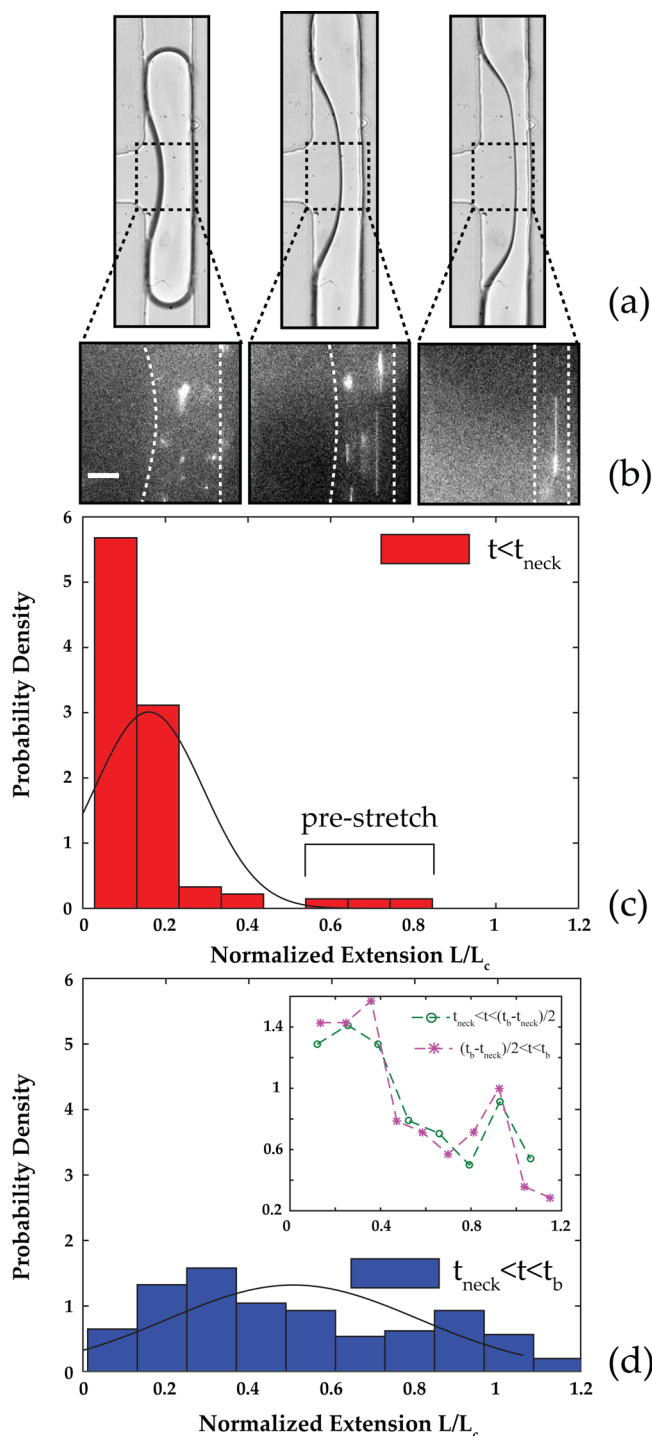 (a)
(b)
6
5
4
3
2
1
0
Probability Density
t<t_neck
pre-stretch
0 0.2 0.4 0.6 0.8 1 1.2
Normalized Extension L/L_c
(c)
6
5
4
3
2
1
0
Probability Density
1.4
1
0.6
0.2
0 0.4 0.8 1.2
t_neck<t<(t_b-t_neck)/2
(t_b-t_neck)/2<t<t_b
t_neck<t<t_b
0 0.2 0.4 0.6 0.8 1 1.2
Normalized Extension L/L_c
(d)